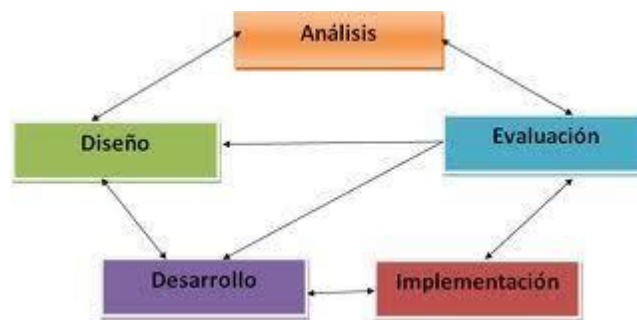 Análisis
Diseño
Evaluación
Desarrollo
Implementación